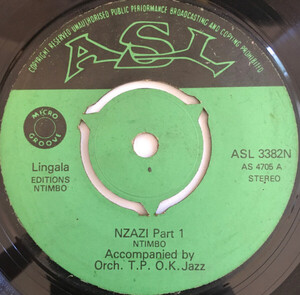 COPYRIGHT RESERVED UNAUTHORISED PUBLIC PERFORMANCE BROADCASTING AND COPYING PROHIBITED
ASL
MICRO
GROOVE
Lingala
EDITIONS
NTIMBO
ASL 3382N
AS 4705 A
STEREO
NZAZI Part 1
NTIMBO
Accompanied by
Orch. T.P. O.K.Jazz